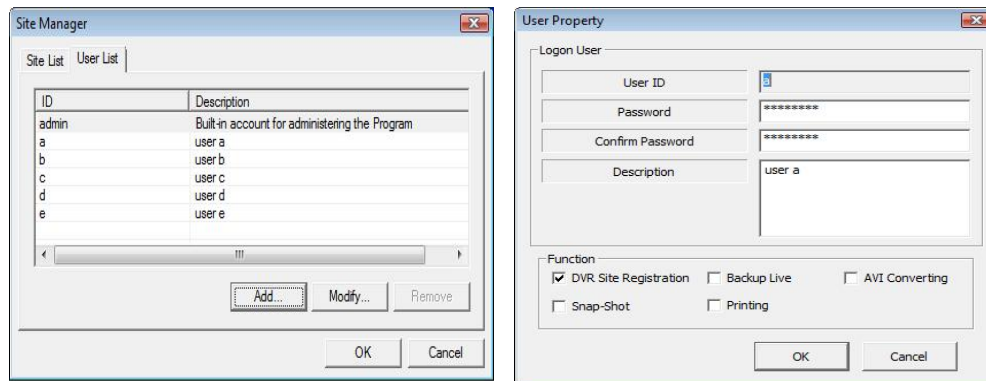 Site Manager
Site List User List
ID Description
admin Built-in account for administering the Program
a user a
b user b
c user c
d user d
e user e
Add... Modify... Remove
OK Cancel
User Property
Logon User
User ID a
Password ********
Confirm Password ********
Description user a
Function
DVR Site Registration Backup Live AVI Converting
Snap-Shot Printing
OK Cancel